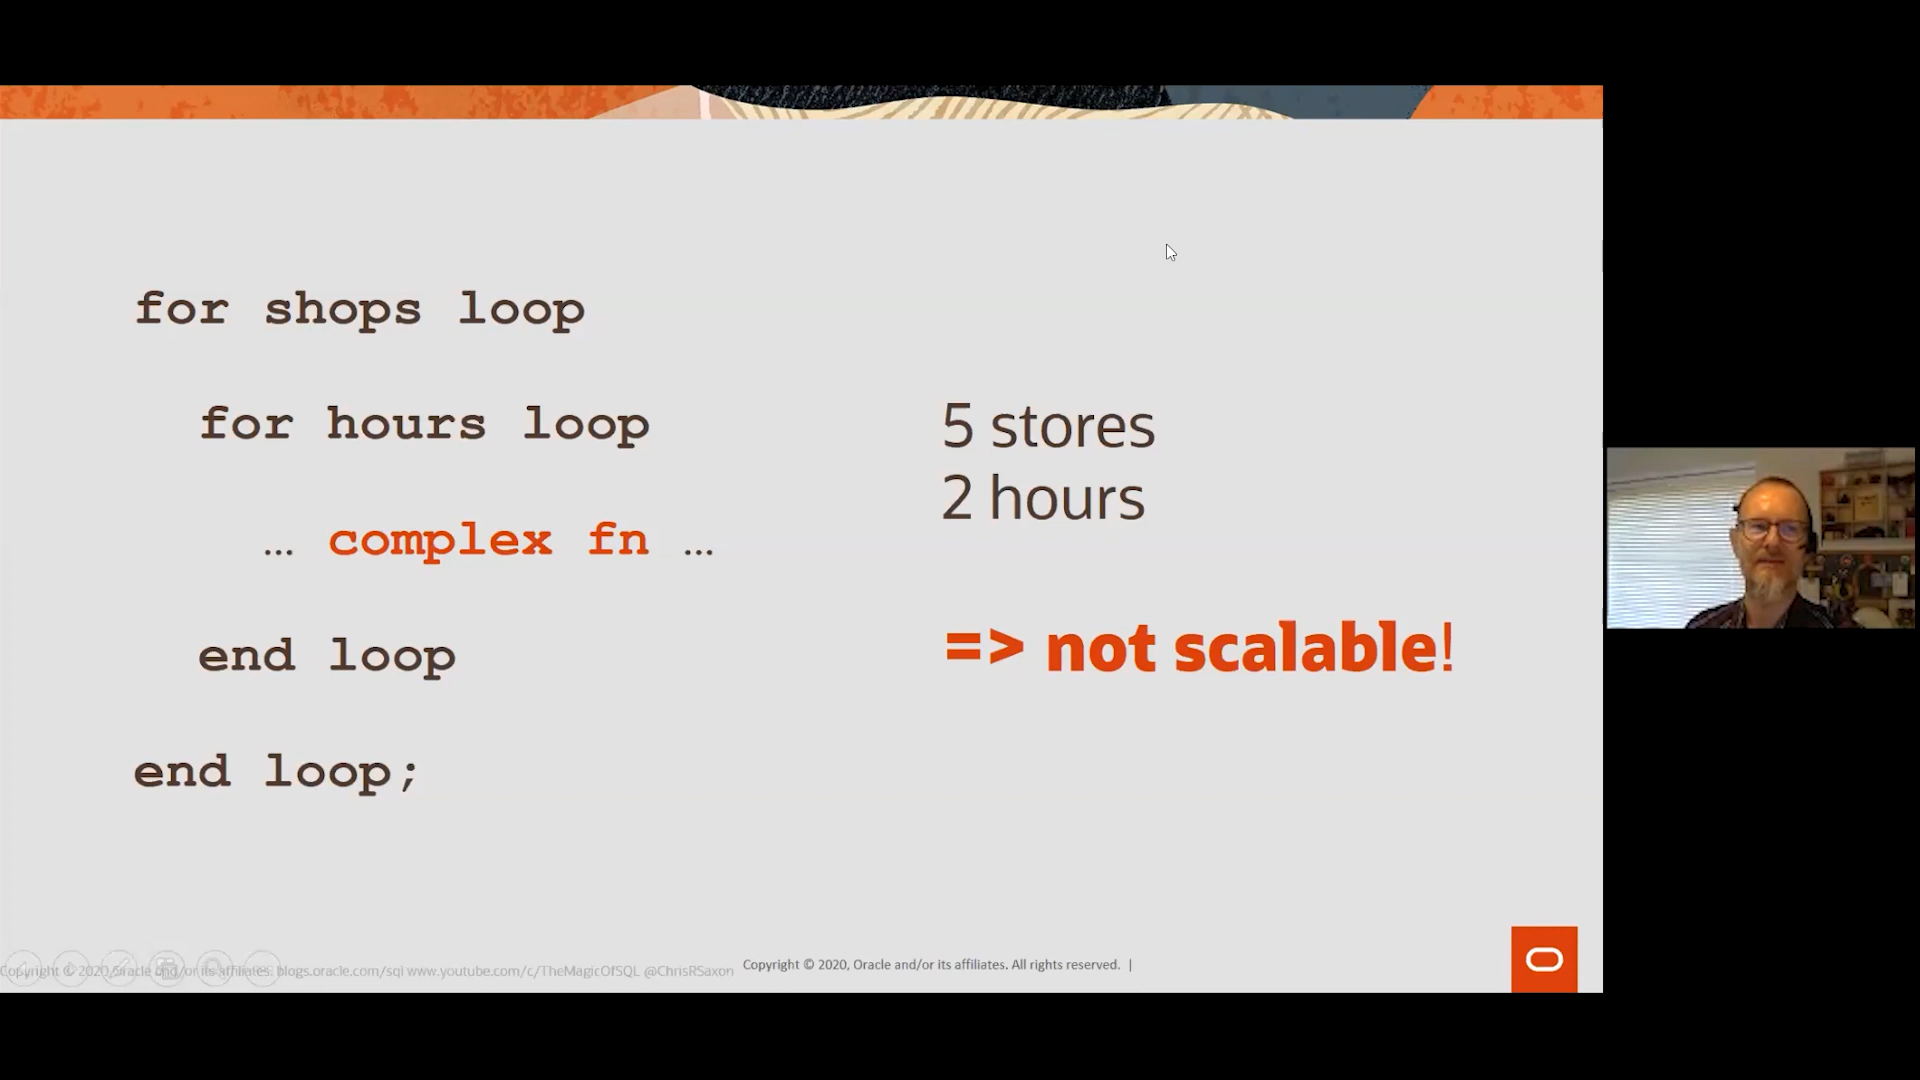 for shops loop
for hours loop
… complex fn …
end loop
end loop;
5 stores
2 hours
=> not scalable!
Copyright © 2020, Oracle and/or its affiliates. All rights reserved. |
Copyright © 2020 Oracle and/or its affiliates. blogs.oracle.com/sql www.youtube.com/c/TheMagicOfSQL @ChrisRSaxon